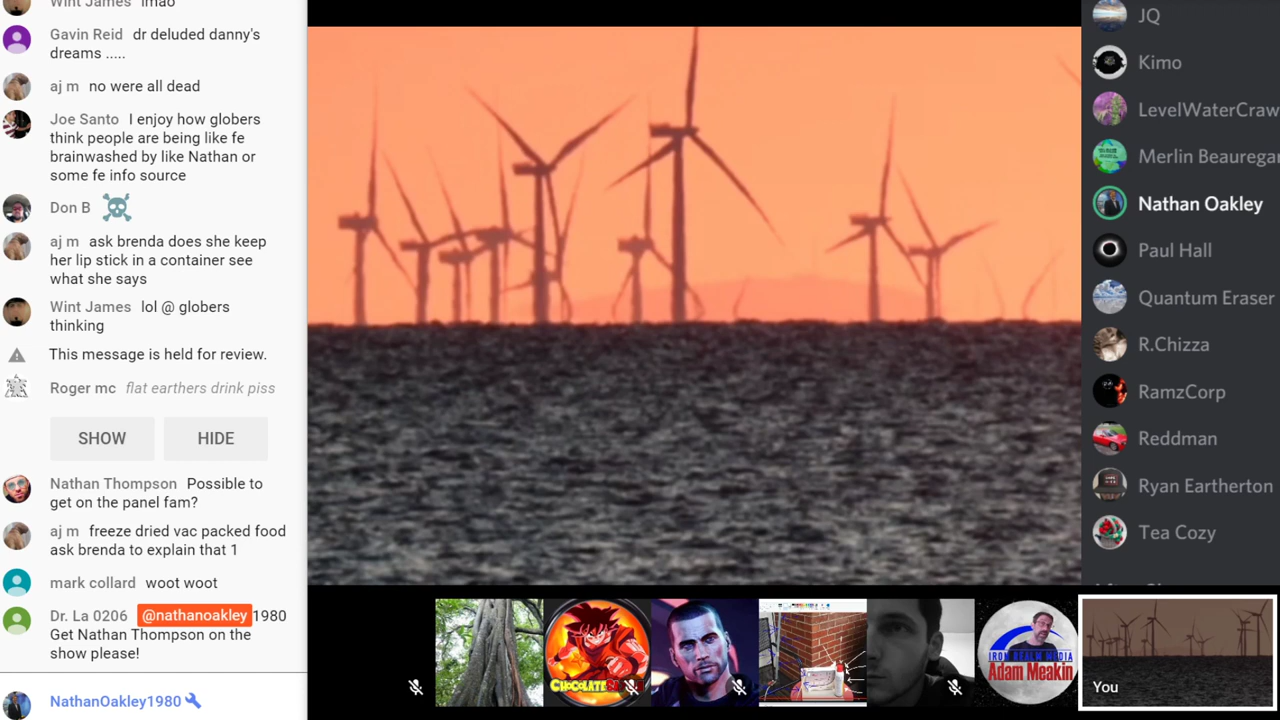 Wint James lmao
Gavin Reid dr deluded danny's
dreams .....
aj m no were all dead
Joe Santo I enjoy how globers
think people are being like fe
brainwashed by like Nathan or
some fe info source
Don B
aj m ask brenda does she keep
her lip stick in a container see
what she says
Wint James lol @ globers
thinking
This message is held for review.
Roger mc flat earthers drink piss
SHOW HIDE
Nathan Thompson Possible to
get on the panel fam?
aj m freeze dried vac packed food
ask brenda to explain that 1
mark collard woot woot
Dr. La 0206 @nathanoakley 1980
Get Nathan Thompson on the
show please!
NathanOakley1980
JQ
Kimo
LevelWaterCraw
Merlin Beauregar
Nathan Oakley
Paul Hall
Quantum Eraser
R.Chizza
RamzCorp
Reddman
Ryan Eartherton
Tea Cozy
IRON REALM MEDIA
Adam Meakin
You